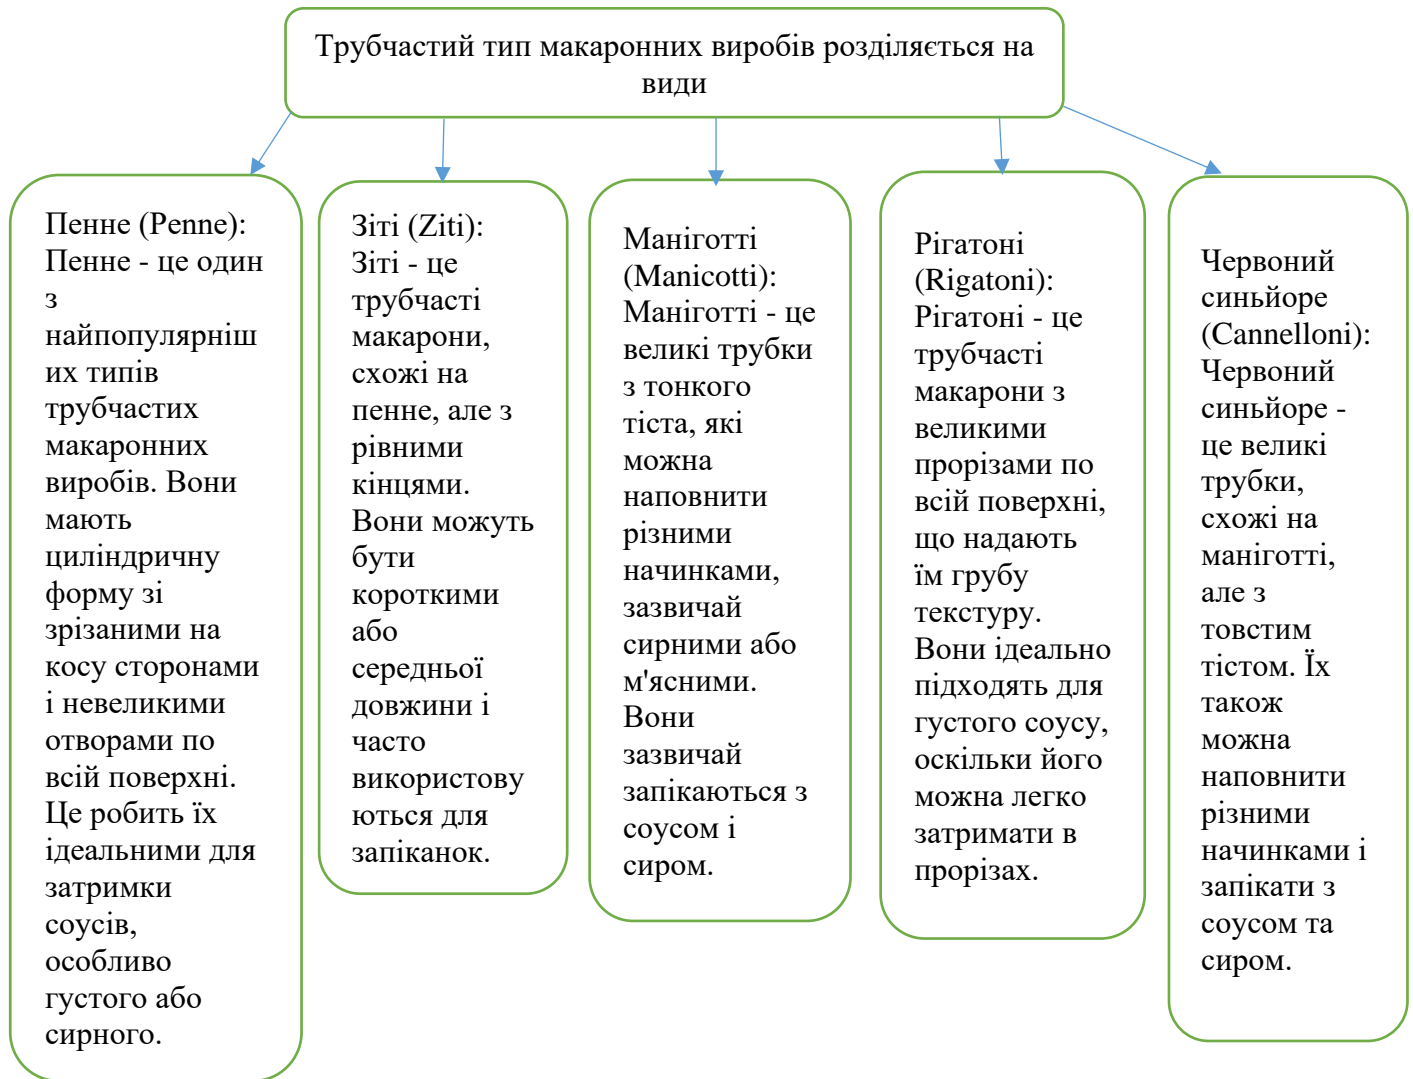 Трубчастий тип макаронних виробів розділяється на
види
Пенне (Penne):
Пенне - це один
з
найпопулярніш
их типів
трубчастих
макаронних
виробів. Вони
мають
циліндричну
форму зі
зрізаними на
косу сторонами
і невеликими
отворами по
всій поверхні.
Це робить їх
ідеальними для
затримки
соусів,
особливо
густого або
сирного.
Зіті (Ziti):
Зіті - це
трубчасті
макарони,
схожі на
пенне, але з
рівними
кінцями.
Вони можуть
бути
короткими
або
середньої
довжини і
часто
використову
ються для
запіканок.
Маніготті
(Manicotti):
Маніготті - це
великі трубки
з тонкого
тіста, які
можна
наповнити
різними
начинками,
зазвичай
сирними або
м'ясними.
Вони
зазвичай
запікаються з
соусом і
сиром.
Рігатоні
(Rigatoni):
Рігатоні - це
трубчасті
макарони з
великими
прорізами по
всій поверхні,
що надають
їм грубу
текстуру.
Вони ідеально
підходять для
густого соусу,
оскільки його
можна легко
затримати в
прорізах.
Червоний
синьйоре
(Cannelloni):
Червоний
синьйоре -
це великі
трубки,
схожі на
маніготті,
але з
товстим
тістом. Їх
також
можна
наповнити
різними
начинками і
запікати з
соусом та
сиром.